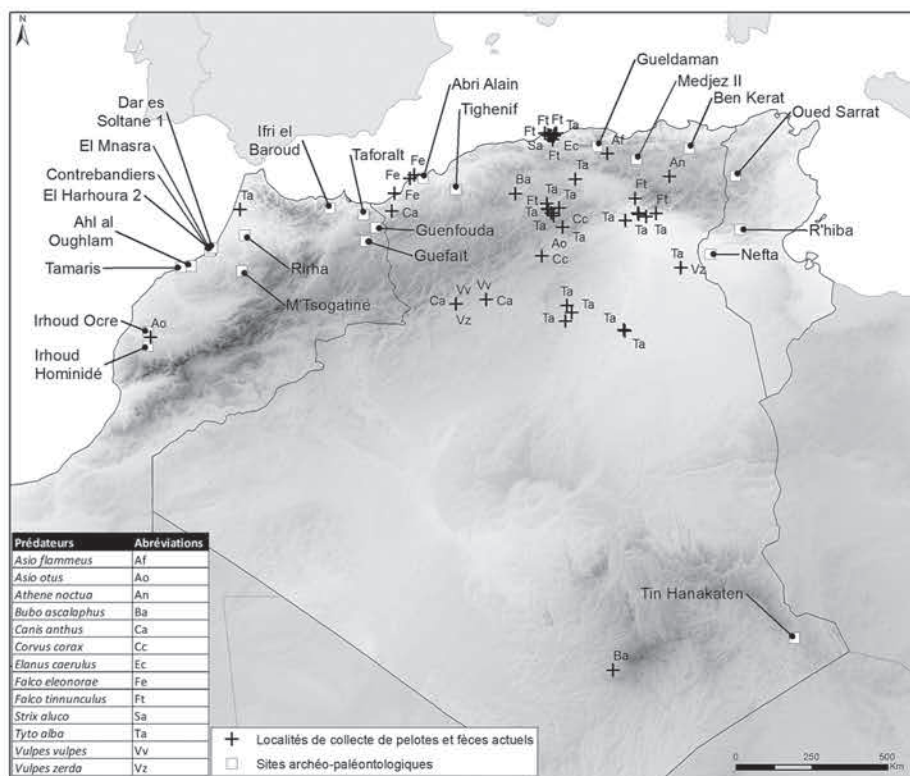 N
Gueldaman
Medjez II
Ben Kerat
Oued Sarrat
Abri Alain
Tighenif
Dar es
Soltane 1
El Mnasra
Contrebandiers
El Harhoura 2
Ahl al
Oughlam
Tamaris
Ifri el
Baroud
Taforalt
Irhoud Ocre
Irhoud
Hominidé
Rirha
M'Tsogatiné
Guenfouda
Guefaït
R'hiba
Nefta
Tin Hanakaten
Ft
Ft
Ta
Ft
Sa
Ec
Ft
Af
An
Fe
Fe
Fe
Ca
Ta
Ta
Ba
Ta
Ft
Ta
Ta
Cc
Ta
Ft
Ft
Ta
Ta
Ta
Ao
Cc
Ta
Vz
Vv
Vv
Ca
Ca
Vz
Ta
Ta
Ta
Ta
Ao
Ba
Prédateurs Abréviations
Asio flammeus Af
Asio otus Ao
Athene noctua An
Bubo ascalaphus Ba
Canis anthus Ca
Corvus corax Cc
Elanus caerulus Ec
Falco eleonorae Fe
Falco tinnunculus Ft
Strix aluco Sa
Tyto alba Ta
Vulpes vulpes Vv
Vulpes zerda Vz
Localités de collecte de pelotes et fèces actuels
Sites archéo-paléontologiques
0 250 500
Km